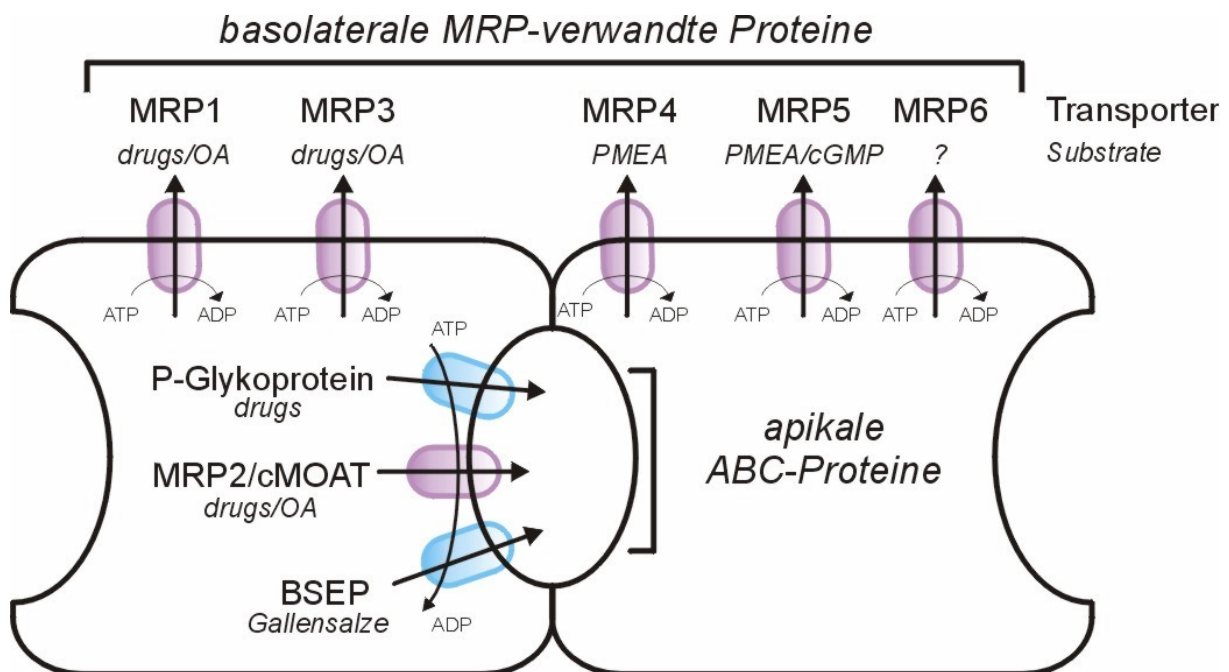 basolaterale MRP-verwandte Proteine
MRP1 MRP3 MRP4 MRP5 MRP6 Transporter
drugs/OA drugs/OA PMEA PMEA/cGMP ? Substrate
ATP ADP ATP ADP ATP ADP ATP ADP ATP ADP
ATP
P-Glykoprotein
drugs
MRP2/cMOAT
drugs/OA
BSEP
Gallensalze
ADP
apikale
ABC-Proteine